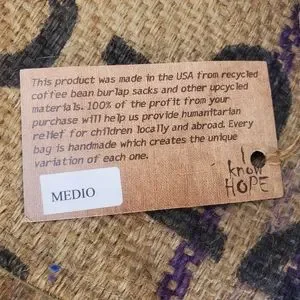 This product was made in the USA from recycled
coffee bean burlap sacks and other upcycled
materials. 100% of the profit from your
purchase will help us provide humanitarian
relief for children locally and abroad. Every
bag is handmade which creates the unique
variation of each one.
MEDIO
I
know
HOPE